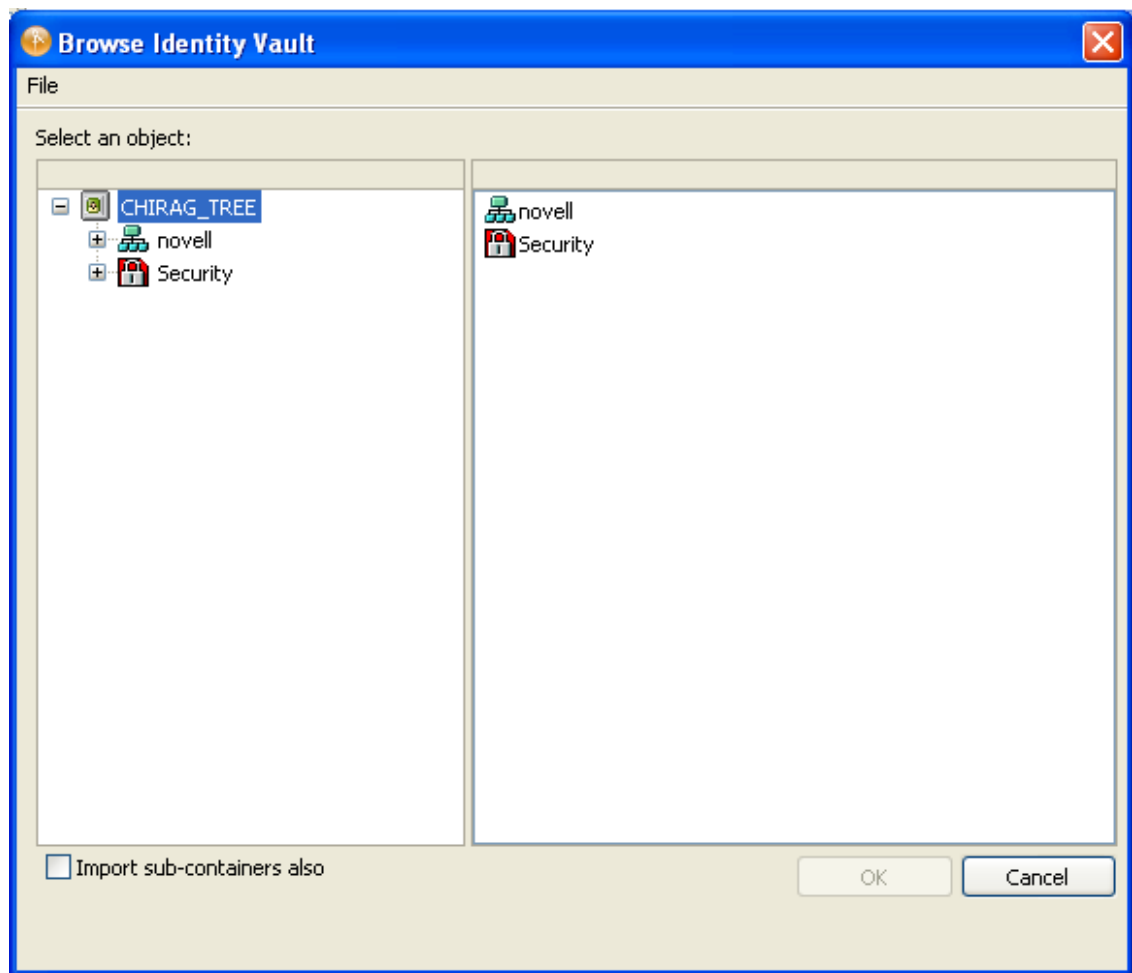 Browse Identity Vault
File
Select an object:
CHIRAG_TREE
novell
Security
novell
Security
Import sub-containers also
OK
Cancel